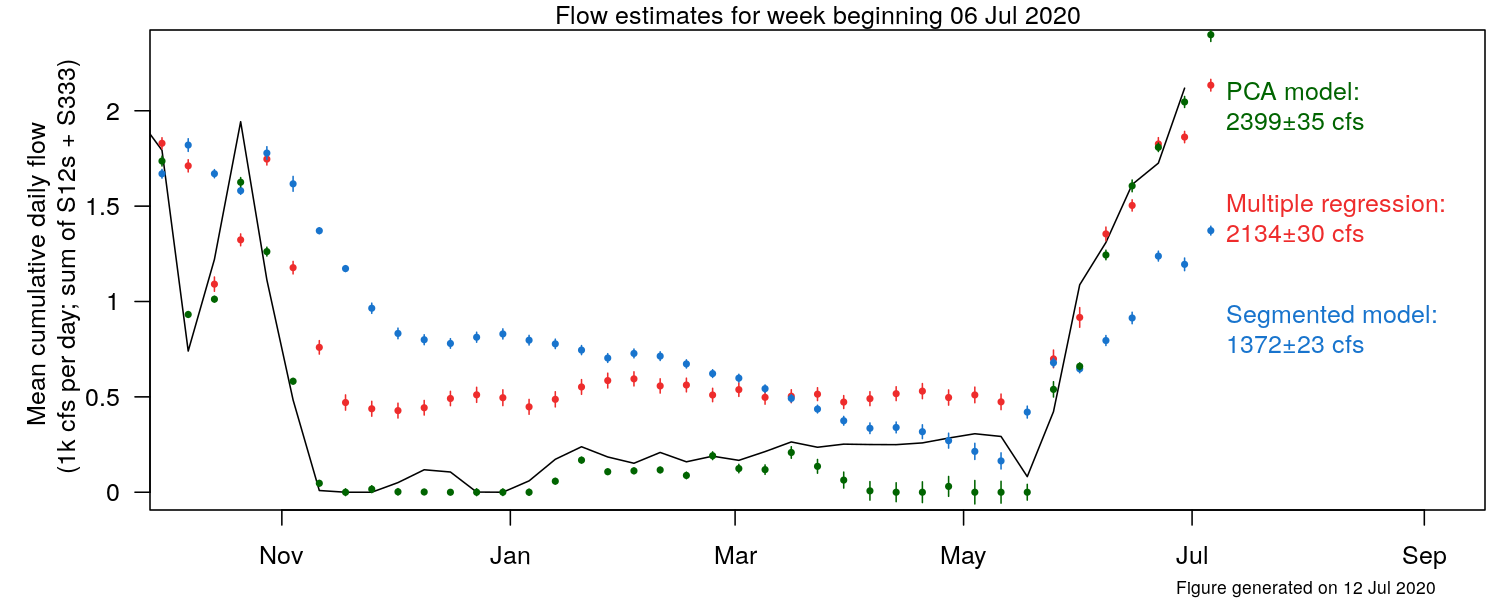 Flow estimates for week beginning 06 Jul 2020
Mean cumulative daily flow
(1k cfs per day; sum of S12s + S333)
2
1.5
1
0.5
0
PCA model:
2399±35 cfs
Multiple regression:
2134±30 cfs
Segmented model:
1372±23 cfs
Nov
Jan
Mar
May
Jul
Sep
Figure generated on 12 Jul 2020